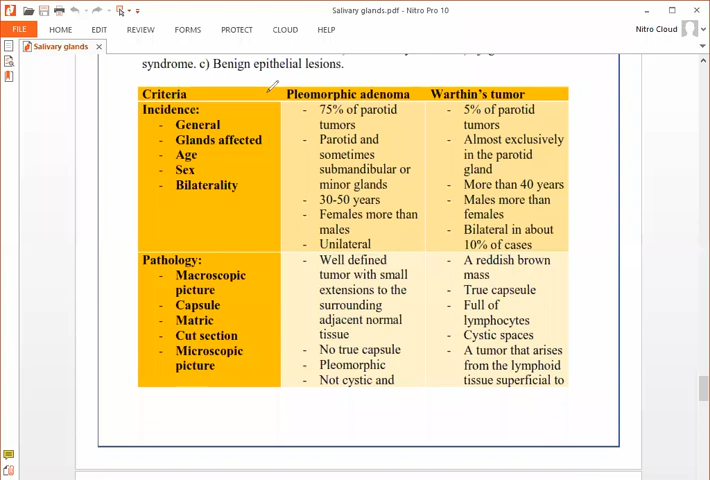 Salivary glands.pdf - Nitro Pro 10
FILE HOME EDIT REVIEW FORMS PROTECT CLOUD HELP Nitro Cloud
Salivary glands
syndrome. c) Benign epithelial lesions.
Criteria Pleomorphic adenoma Warthin's tumor
Incidence:
- General
- Glands affected
- Age
- Sex
- Bilaterality
- 75% of parotid
tumors
- Parotid and
sometimes
submandibular or
minor glands
- 30-50 years
- Females more than
males
- Unilateral
- 5% of parotid
tumors
- Almost exclusively
in the parotid
gland
- More than 40 years
- Males more than
females
- Bilateral in about
10% of cases
Pathology:
- Macroscopic
picture
- Capsule
- Matric
- Cut section
- Microscopic
picture
- Well defined
tumor with small
extensions to the
surrounding
adjacent normal
tissue
- No true capsule
- Pleomorphic
- Not cystic and
- A reddish brown
mass
- True capseule
- Full of
lymphocytes
- Cystic spaces
- A tumor that arises
from the lymphoid
tissue superficial to